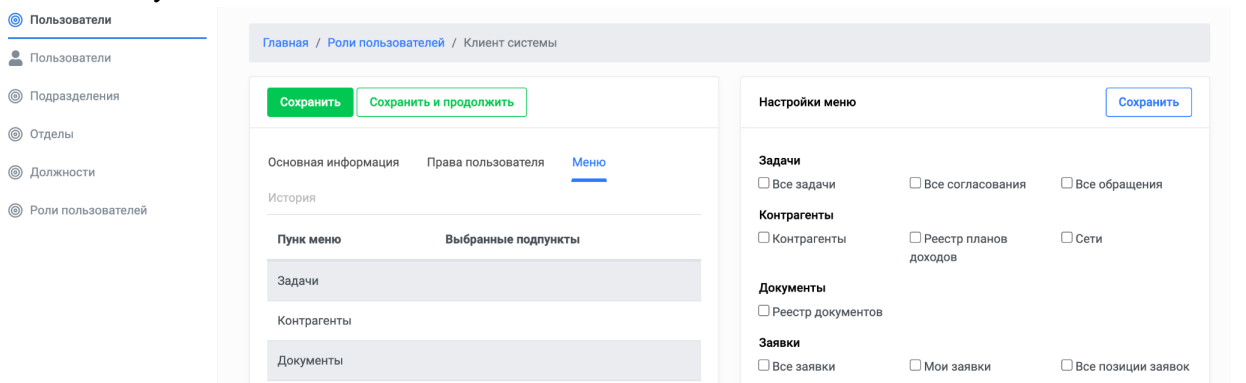 Пользователи
Пользователи
Подразделения
Отделы
Должности
Роли пользователей
Главная / Роли пользователей / Клиент системы
Сохранить Сохранить и продолжить
Основная информация Права пользователя Меню
История
Пунк меню Выбранные подпункты
Задачи
Контрагенты
Документы
Настройки меню Сохранить
Задачи
Все задачи Все согласования Все обращения
Контрагенты
Контрагенты Реестр планов доходов Сети
Документы
Реестр документов
Заявки
Все заявки Мои заявки Все позиции заявок